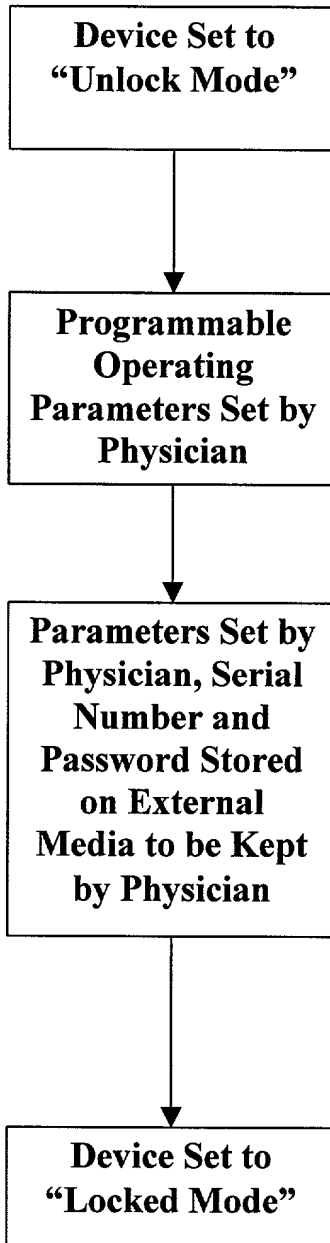 Device Set to
“Unlock Mode”
Programmable
Operating
Parameters Set by
Physician
Parameters Set by
Physician, Serial
Number and
Password Stored
on External
Media to be Kept
by Physician
Device Set to
“Locked Mode”